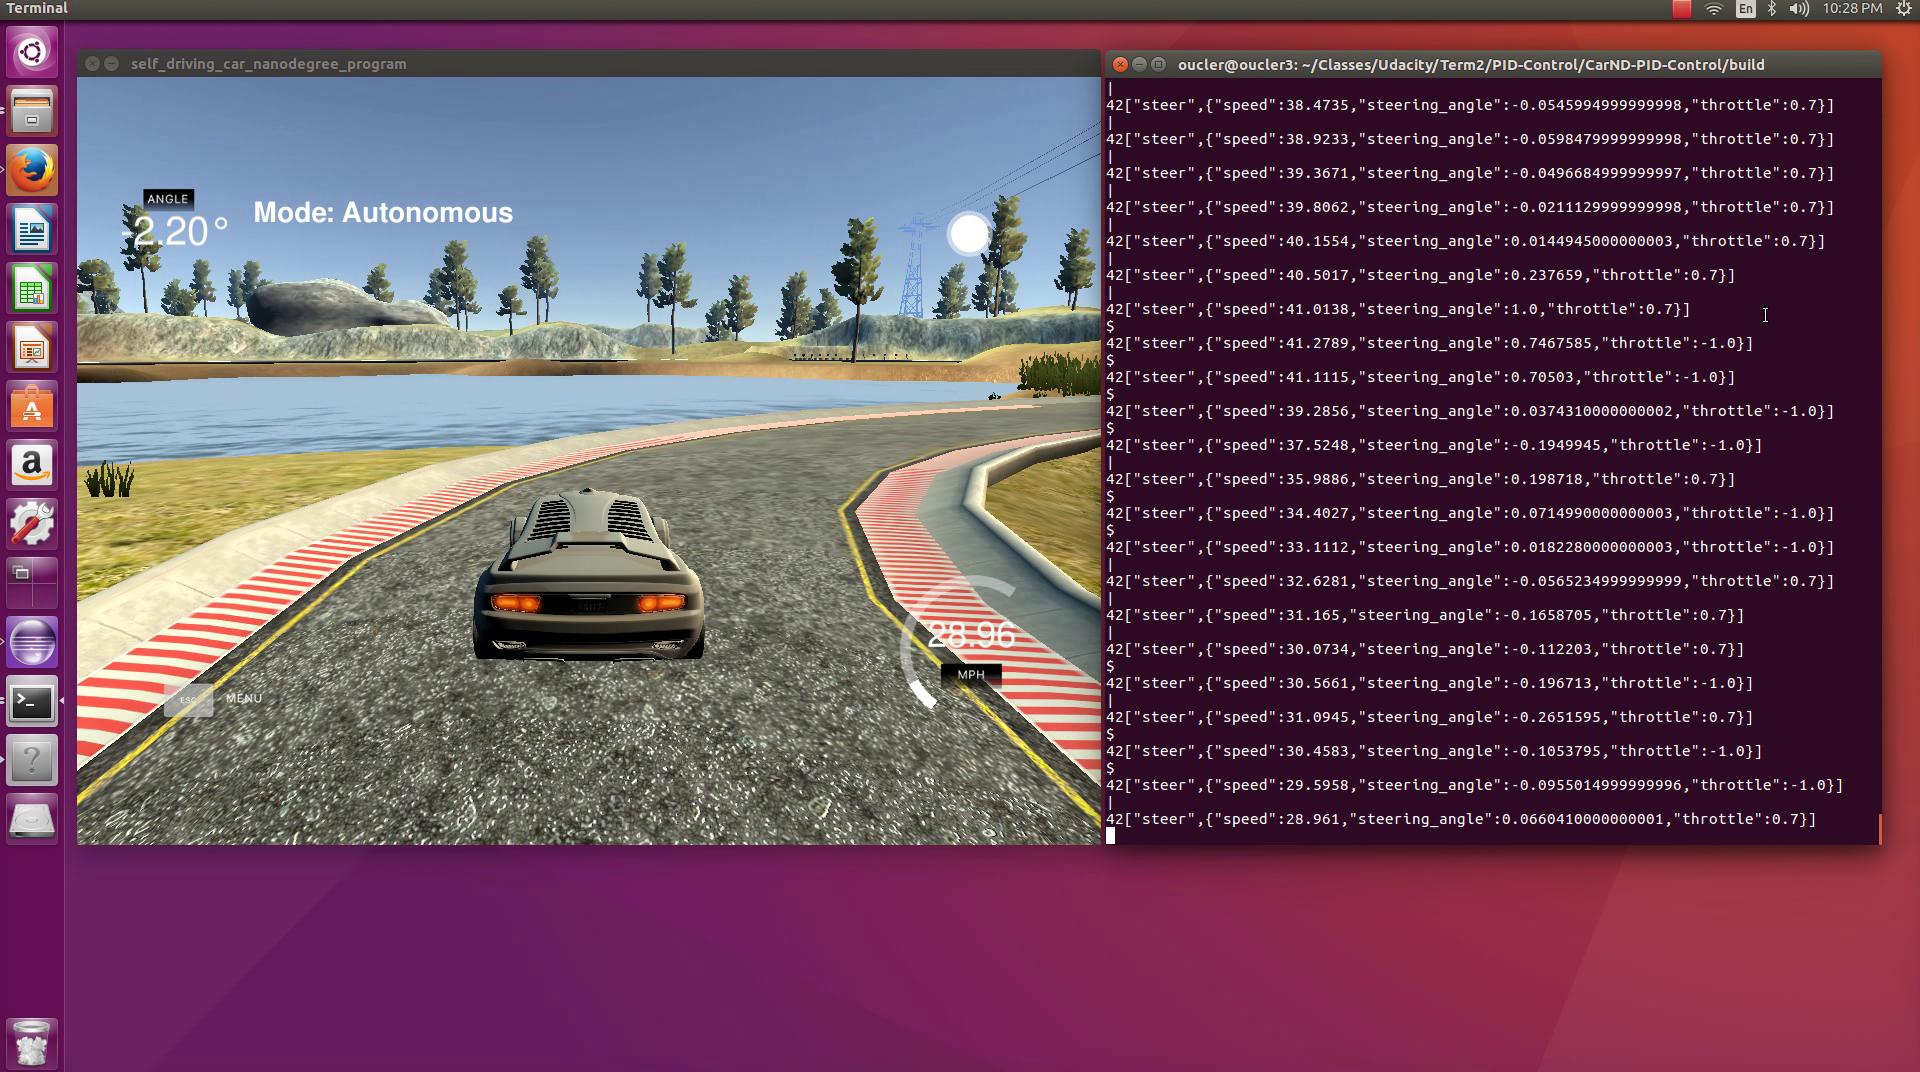 Terminal
En
10:28 PM
self_driving_car_nanodegree_program
ANGLE
-2.20°
Mode: Autonomous
28.96
MPH
ESC
MENU
oucler@oucler3: ~/Classes/Udacity/Term2/PID-Control/CarND-PID-Control/build
|
42["steer",{"speed":38.4735,"steering_angle":-0.0545994999999998,"throttle":0.7}]
|
42["steer",{"speed":38.9233,"steering_angle":-0.0598479999999998,"throttle":0.7}]
|
42["steer",{"speed":39.3671,"steering_angle":-0.0496684999999997,"throttle":0.7}]
|
42["steer",{"speed":39.8062,"steering_angle":-0.0211129999999998,"throttle":0.7}]
|
42["steer",{"speed":40.1554,"steering_angle":0.0144945000000003,"throttle":0.7}]
|
42["steer",{"speed":40.5017,"steering_angle":0.237659,"throttle":0.7}]
|
42["steer",{"speed":41.0138,"steering_angle":1.0,"throttle":0.7}]
$
42["steer",{"speed":41.2789,"steering_angle":0.7467585,"throttle":-1.0}]
$
42["steer",{"speed":41.1115,"steering_angle":0.70503,"throttle":-1.0}]
$
42["steer",{"speed":39.2856,"steering_angle":0.0374310000000002,"throttle":-1.0}]
$
42["steer",{"speed":37.5248,"steering_angle":-0.1949945,"throttle":-1.0}]
|
42["steer",{"speed":35.9886,"steering_angle":0.198718,"throttle":0.7}]
$
42["steer",{"speed":34.4027,"steering_angle":0.0714990000000003,"throttle":-1.0}]
$
42["steer",{"speed":33.1112,"steering_angle":0.0182280000000003,"throttle":-1.0}]
|
42["steer",{"speed":32.6281,"steering_angle":-0.0565234999999999,"throttle":0.7}]
|
42["steer",{"speed":31.165,"steering_angle":-0.1658705,"throttle":0.7}]
|
42["steer",{"speed":30.0734,"steering_angle":-0.112203,"throttle":0.7}]
$
42["steer",{"speed":30.5661,"steering_angle":-0.196713,"throttle":-1.0}]
|
42["steer",{"speed":31.0945,"steering_angle":-0.2651595,"throttle":0.7}]
$
42["steer",{"speed":30.4583,"steering_angle":-0.1053795,"throttle":-1.0}]
$
42["steer",{"speed":29.5958,"steering_angle":-0.0955014999999996,"throttle":-1.0}]
|
42["steer",{"speed":28.961,"steering_angle":0.0660410000000001,"throttle":0.7}]